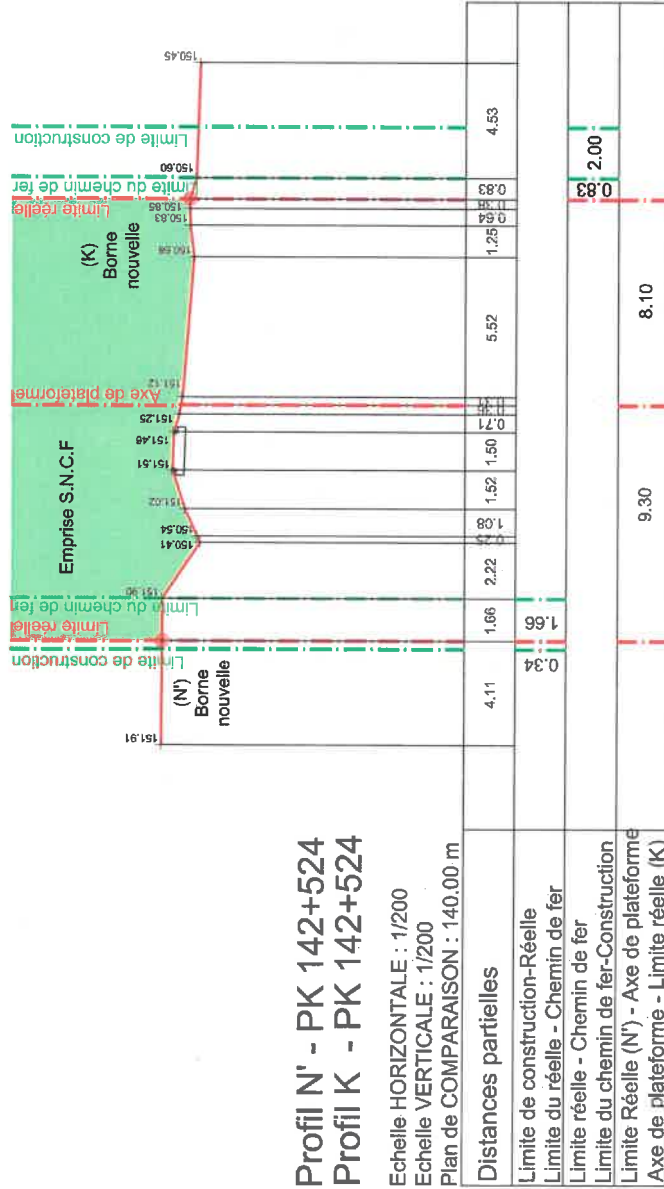 Profil N' - PK 142+524
Profil K - PK 142+524
Echelle HORIZONTALE : 1/200
Echelle VERTICALE : 1/200
Plan de COMPARAISON : 140.00 m
Limite de construction
Limite réelle
Limite du chemin de fer
Emprise S.N.C.F
Axe de plateforme
Limite réelle
Limite du chemin de fer
Limite de construction
(N')
Borne
nouvelle
(K)
Borne
nouvelle
151.91
151.90
150.41
150.54
151.02
151.51
151.48
151.25
151.12
150.83
150.85
150.60
150.45
Distances partielles
4.11
1.66
2.22
0.25
1.08
1.52
1.50
0.71
5.52
1.25
0.64
0.38
0.83
4.53
Limite de construction-Réelle
Limite du réelle - Chemin de fer
0.34
1.66
Limite réelle - Chemin de fer
Limite du chemin de fer-Construction
0.83
2.00
Limite Réelle (N') - Axe de plateforme
Axe de plateforme - Limite réelle (K)
9.30
8.10